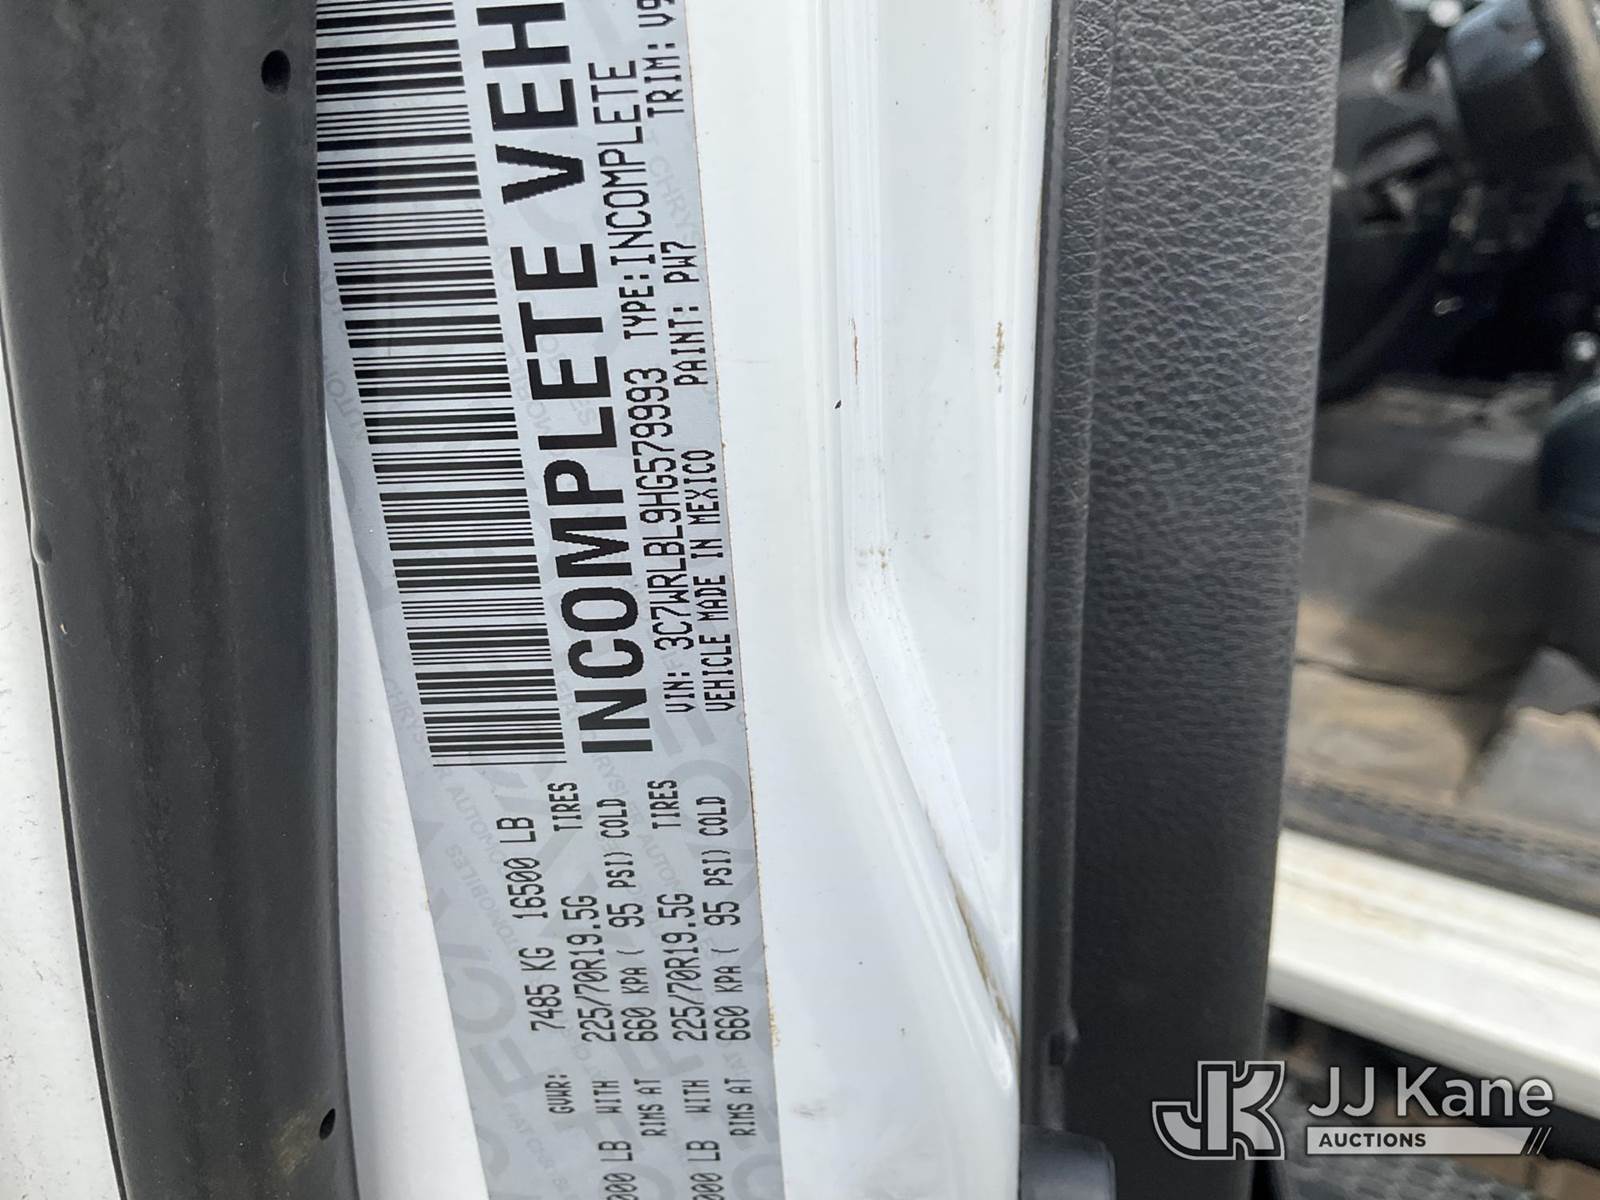 GVWR: 7485 KG 16500 LB
LB WITH 225/70R19.5G TIRES
RIMS AT 660 KPA ( 95 PSI) COLD
LB WITH 225/70R19.5G TIRES
RIMS AT 660 KPA ( 95 PSI) COLD
INCOMPLETE
VIN: 3C7WRLBL9HG579993 TYPE: INCOMPLETE
VEHICLE MADE IN MEXICO PAINT: PW7 TRIM:
JJ Kane
AUCTIONS